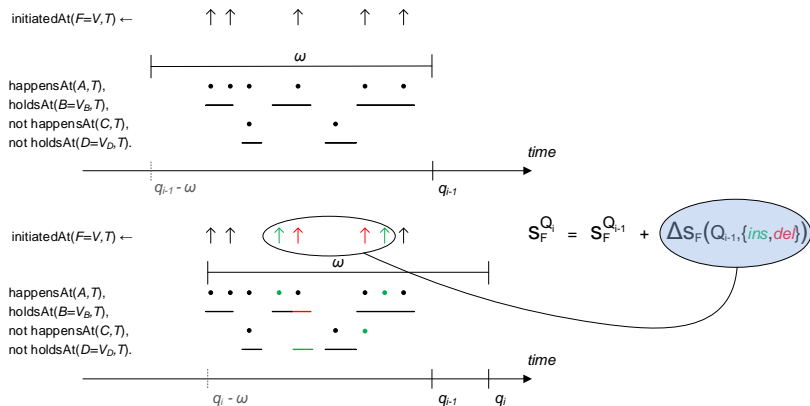 initiatedAt(F=V,T) ←
ω
happensAt(A,T),
holdsAt(B=V_B,T),
not happensAt(C,T),
not holdsAt(D=V_D,T).
time
q_{i-1} - ω
q_{i-1}
initiatedAt(F=V,T) ←
S_F^{Q_i} = S_F^{Q_{i-1}} + ΔS_F(Q_{i-1},{ins,del})
ω
happensAt(A,T),
holdsAt(B=V_B,T),
not happensAt(C,T),
not holdsAt(D=V_D,T).
time
q_i - ω
q_{i-1}
q_i